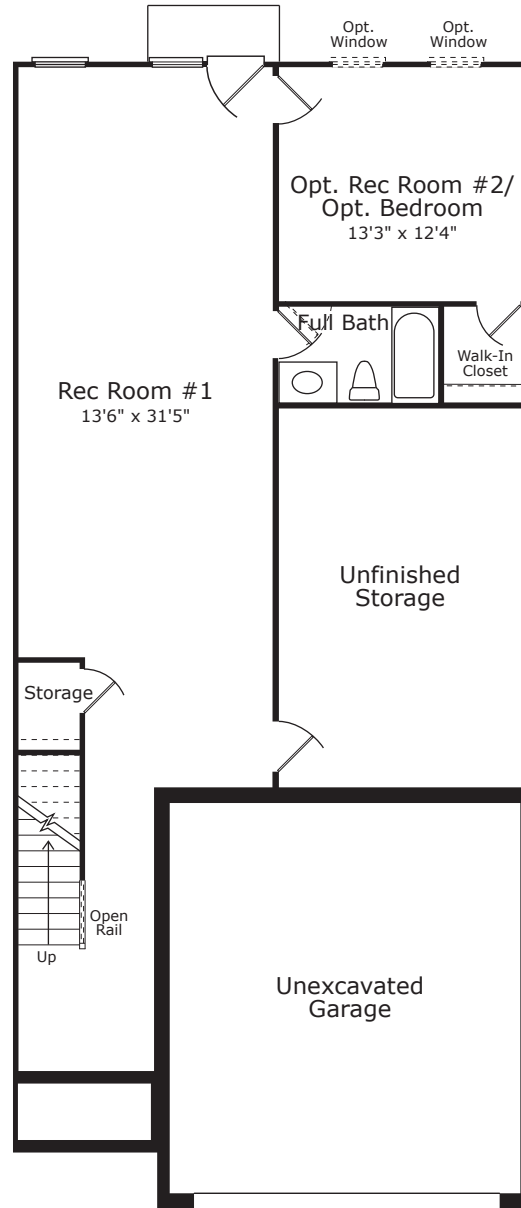 Opt.
Window
Opt.
Window
Opt. Rec Room #2/
Opt. Bedroom
13'3" x 12'4"
Full Bath
Walk-In
Closet
Rec Room #1
13'6" x 31'5"
Unfinished
Storage
Storage
Open
Rail
Up
Unexcavated
Garage